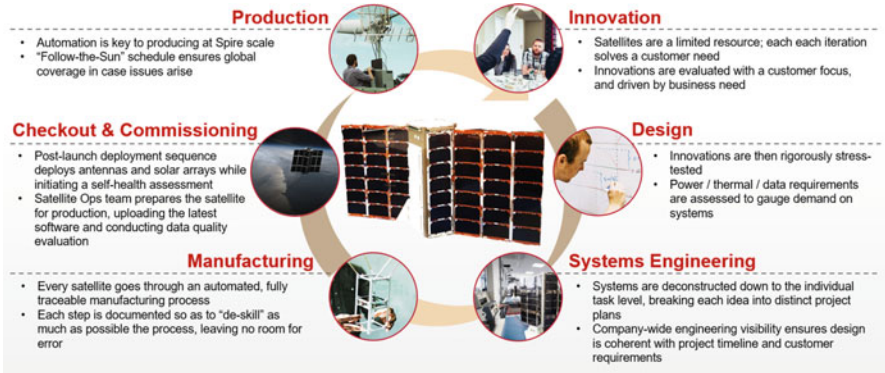 Production
• Automation is key to producing at Spire scale
• “Follow-the-Sun” schedule ensures global
coverage in case issues arise
Innovation
• Satellites are a limited resource; each each iteration
solves a customer need
• Innovations are evaluated with a customer focus,
and driven by business need
Checkout & Commissioning
• Post-launch deployment sequence
deploys antennas and solar arrays while
initiating a self-health assessment
• Satellite Ops team prepares the satellite
for production, uploading the latest
software and conducting data quality
evaluation
Design
• Innovations are then rigorously stress-
tested
• Power / thermal / data requirements
are assessed to gauge demand on
systems
Manufacturing
• Every satellite goes through an automated, fully
traceable manufacturing process
• Each step is documented so as to “de-skill” as
much as possible the process, leaving no room for
error
Systems Engineering
• Systems are deconstructed down to the individual
task level, breaking each idea into distinct project
plans
• Company-wide engineering visibility ensures design
is coherent with project timeline and customer
requirements